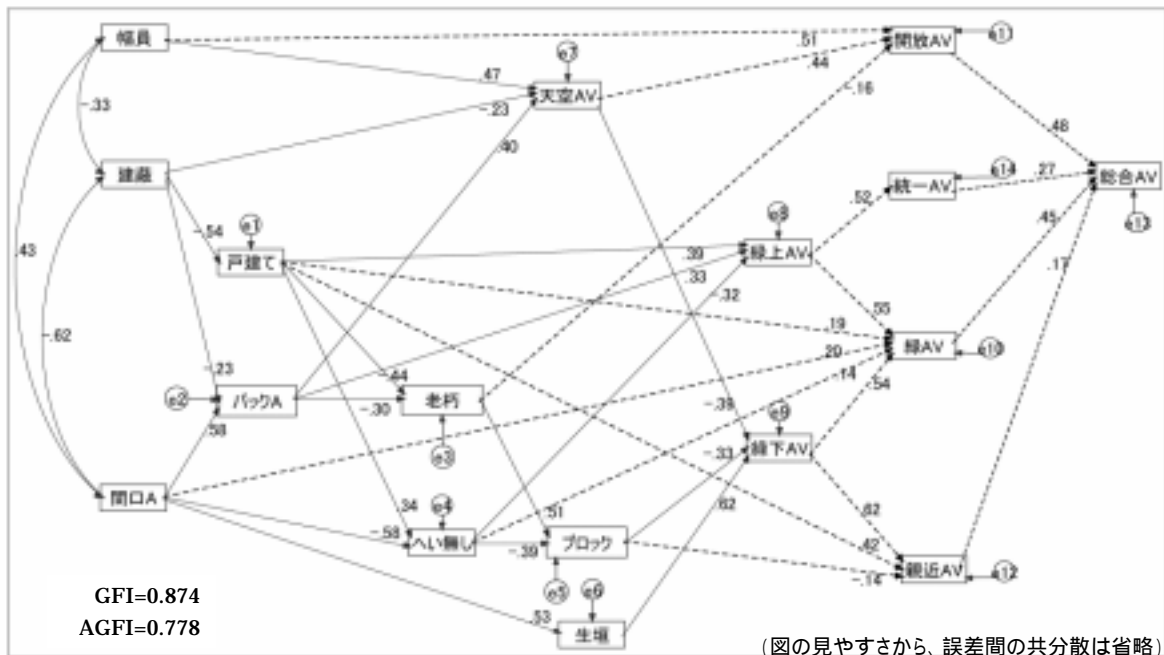 幅員
.51
開放AV
e11
e7
.47
.44
天空AV
-.16
-.33
-.23
.48
.40
建蔽
統一AV
e14
.27
総合AV
e13
.52
e1
e8
-.54
戸建て
.39
緑上AV
.45
.43
.33
.17
-.32
.55
-.62
.19
緑AV
e10
.20
-.23
-.44
.14
.54
e2
バックA
老朽
-.30
-.39
e9
.58
e3
-.33
緑下AV
間口A
.34
e4
.51
.62
.62
-.58
へい無し
-.39
ブロック
.42
親近AV
e12
-.14
e5
e6
GFI=0.874
.53
生垣
AGFI=0.778
(図の見やすさから、誤差間の共分散は省略)